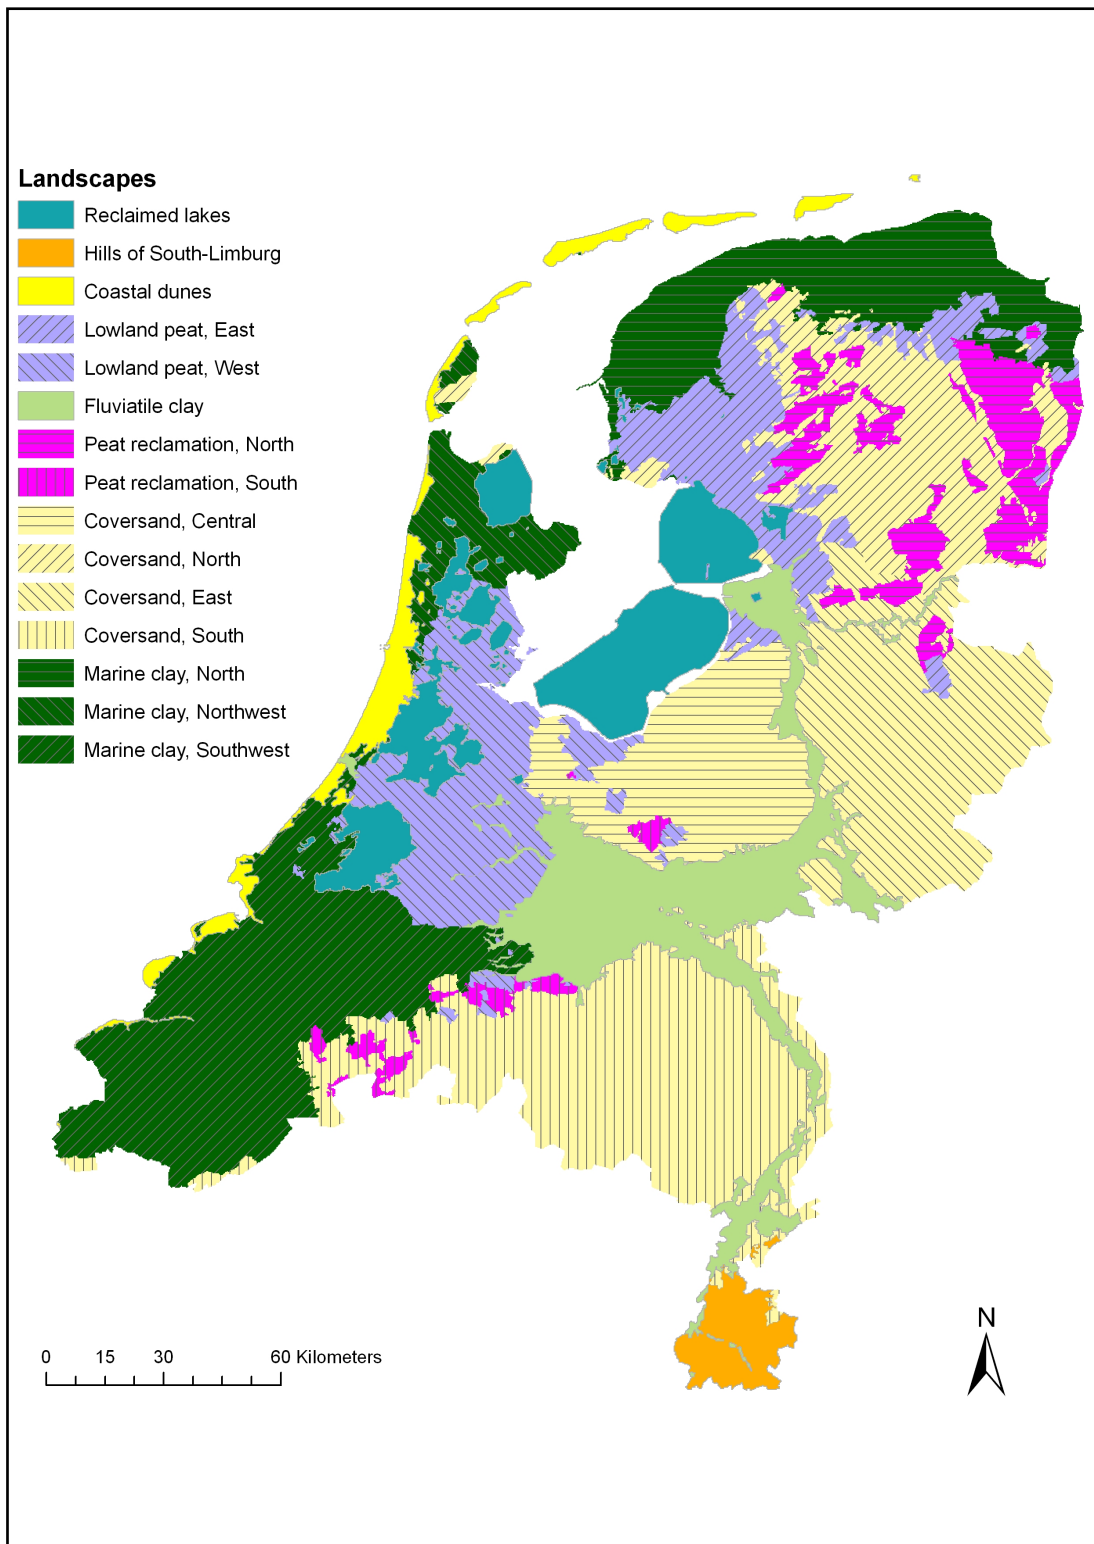 Landscapes
Reclaimed lakes
Hills of South-Limburg
Coastal dunes
Lowland peat, East
Lowland peat, West
Fluviatile clay
Peat reclamation, North
Peat reclamation, South
Coversand, Central
Coversand, North
Coversand, East
Coversand, South
Marine clay, North
Marine clay, Northwest
Marine clay, Southwest
N
0 15 30 60 Kilometers